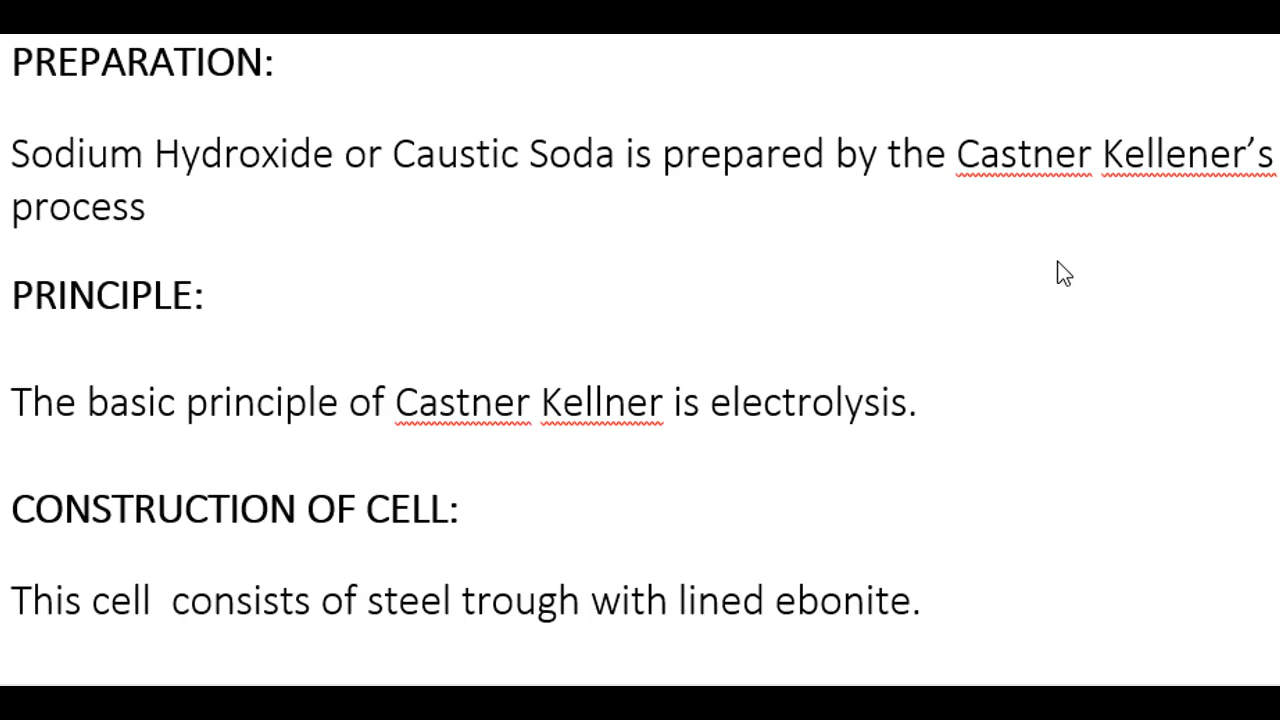 PREPARATION:
Sodium Hydroxide or Caustic Soda is prepared by the Castner Kellener’s
process
PRINCIPLE:
The basic principle of Castner Kellner is electrolysis.
CONSTRUCTION OF CELL:
This cell  consists of steel trough with lined ebonite.